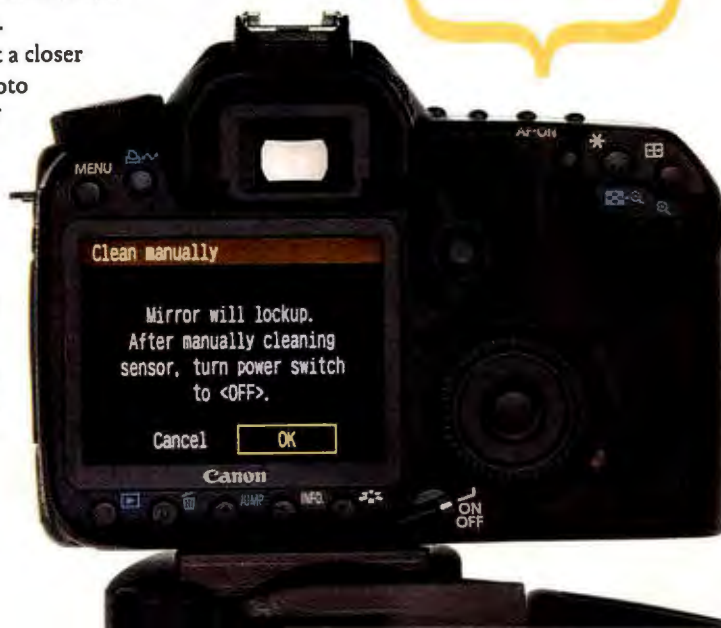 a closer
MENU
AF-ON
Clean manually
Mirror will lockup.
After manually cleaning
sensor, turn power switch
to <OFF>.
Cancel OK
Canon
JUMP INFO.
ON
OFF